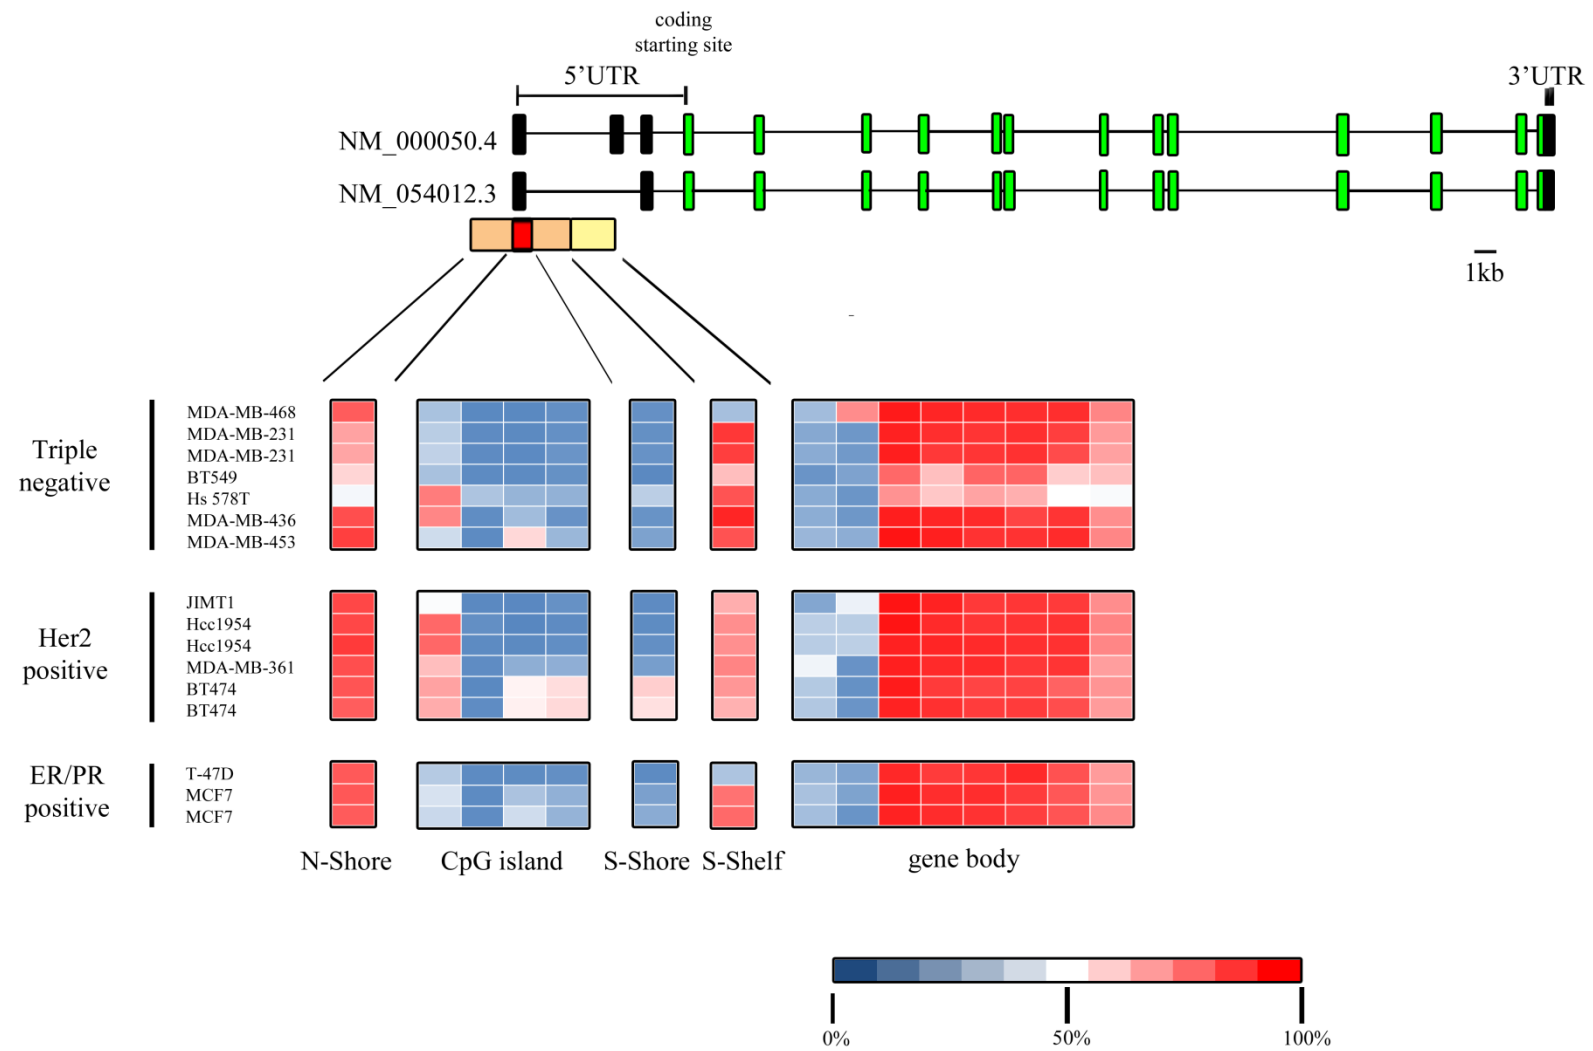 coding
starting site
5’UTR
3’UTR
NM_000050.4
NM_054012.3
1kb
Triple
negative
MDA-MB-468
MDA-MB-231
MDA-MB-231
BT549
Hs 578T
MDA-MB-436
MDA-MB-453
Her2
positive
JIMT1
Hcc1954
Hcc1954
MDA-MB-361
BT474
BT474
ER/PR
positive
T-47D
MCF7
MCF7
N-Shore CpG island S-Shore S-Shelf gene body
0% 50% 100%